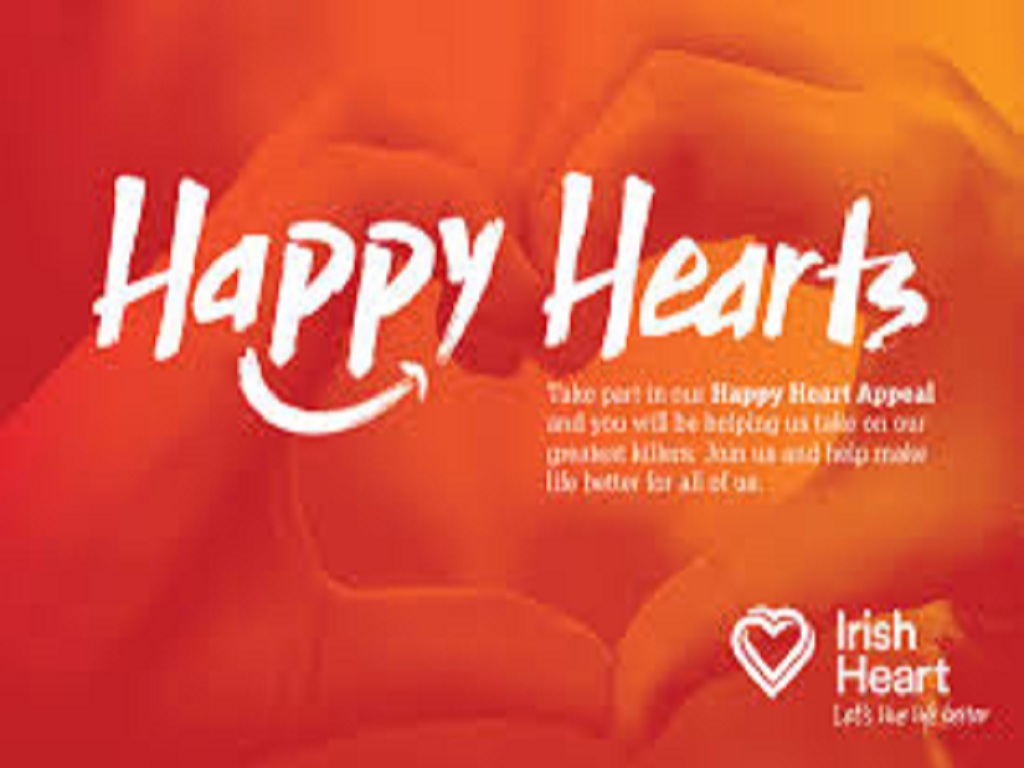 Happy Hearts
Take part in our Happy Heart Appeal
and you will be helping us take on our
greatest killers. Join us and help make
life better for all of us.
Irish
Heart
Let's live life better